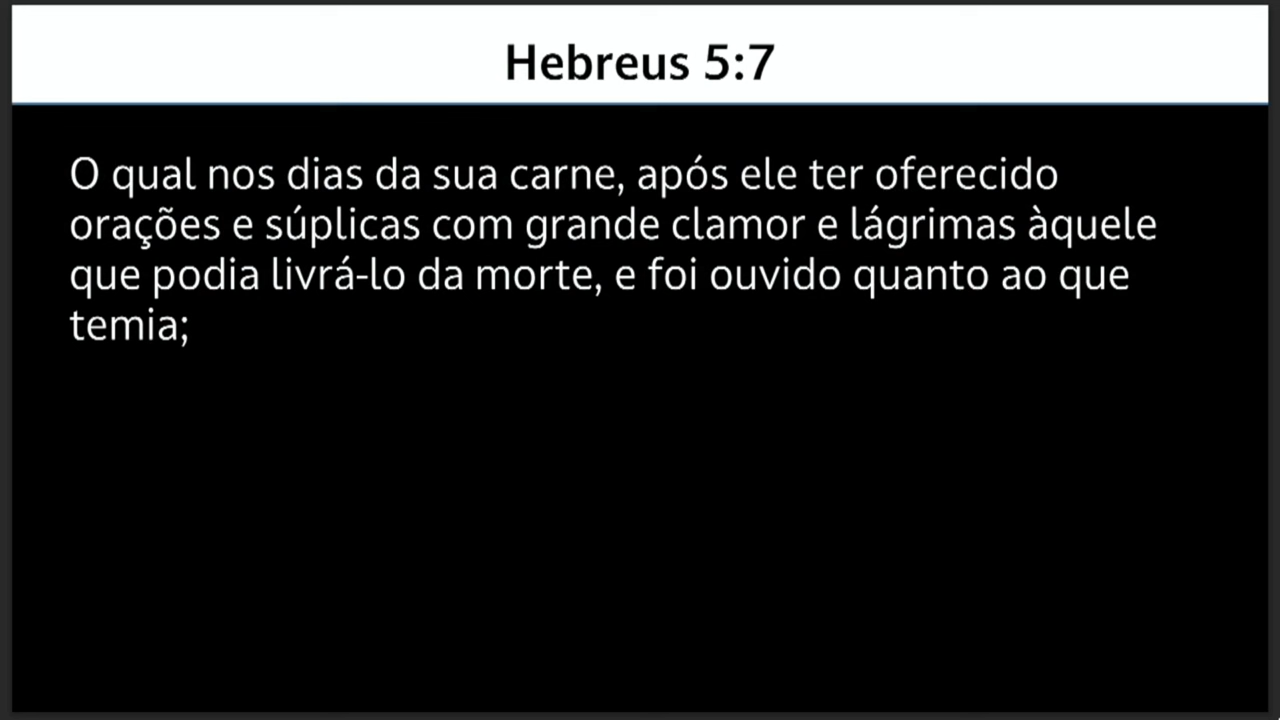 Hebreus 5:7
O qual nos dias da sua carne, após ele ter oferecido
orações e súplicas com grande clamor e lágrimas àquele
que podia livrá-lo da morte, e foi ouvido quanto ao que
temia;